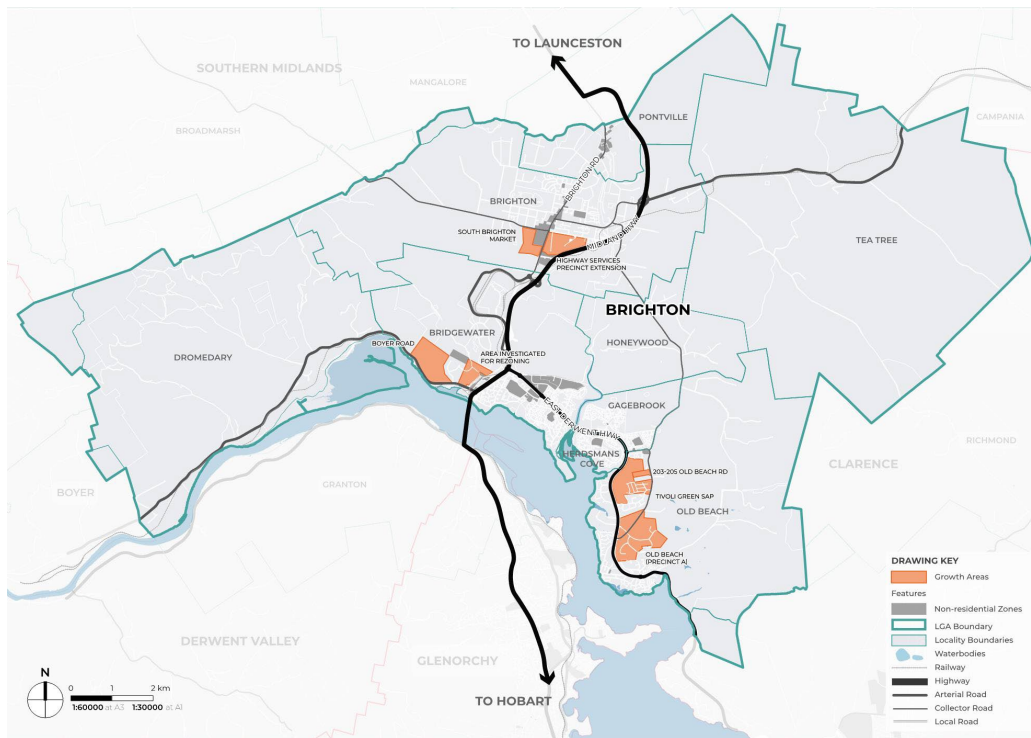 TO LAUNCESTON
SOUTHERN MIDLANDS
MANGALORE
PONTVILLE
CAMPANIA
BROADMARSH
BRIGHTON RD
BRIGHTON
SOUTH BRIGHTON
MARKET
MIDLAND HWY
TEA TREE
HIGHWAY SERVICES
PRECINCT EXTENSION
BRIGHTON
BRIDGEWATER
BOYER ROAD
AREA INVESTIGATED
FOR REZONING
HONEYWOOD
DROMEDARY
GAGEBROOK
EAST DERWENT HWY
HERDSMANS
COVE
RICHMOND
CLARENCE
203-205 OLD BEACH RD
BOYER
GRANTON
TIVOLI GREEN SAP
OLD BEACH
OLD BEACH
(PRECINCT A)
DERWENT VALLEY
GLENORCHY
TO HOBART
N
0 1 2 km
1:60000 at A3 1:30000 at A1
DRAWING KEY
Growth Areas
Features
Non-residential Zones
LGA Boundary
Locality Boundaries
Waterbodies
Railway
Highway
Arterial Road
Collector Road
Local Road